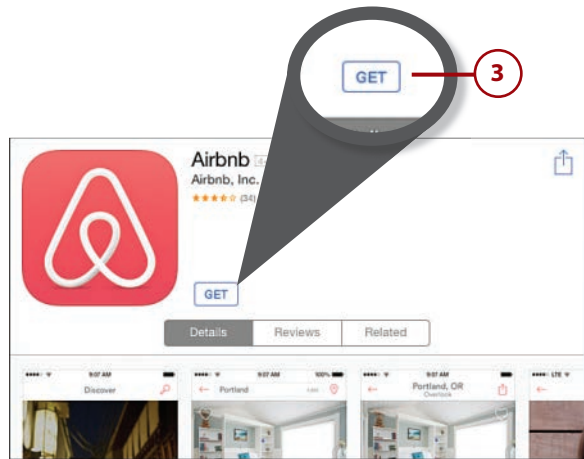 GET
3
Airbnb
Airbnb, Inc.
(34)
GET
Details Reviews Related
9:07 AM
Discover
9:07 AM 100%
Portland
9:07 AM
Portland, OR
Overlook
LTE